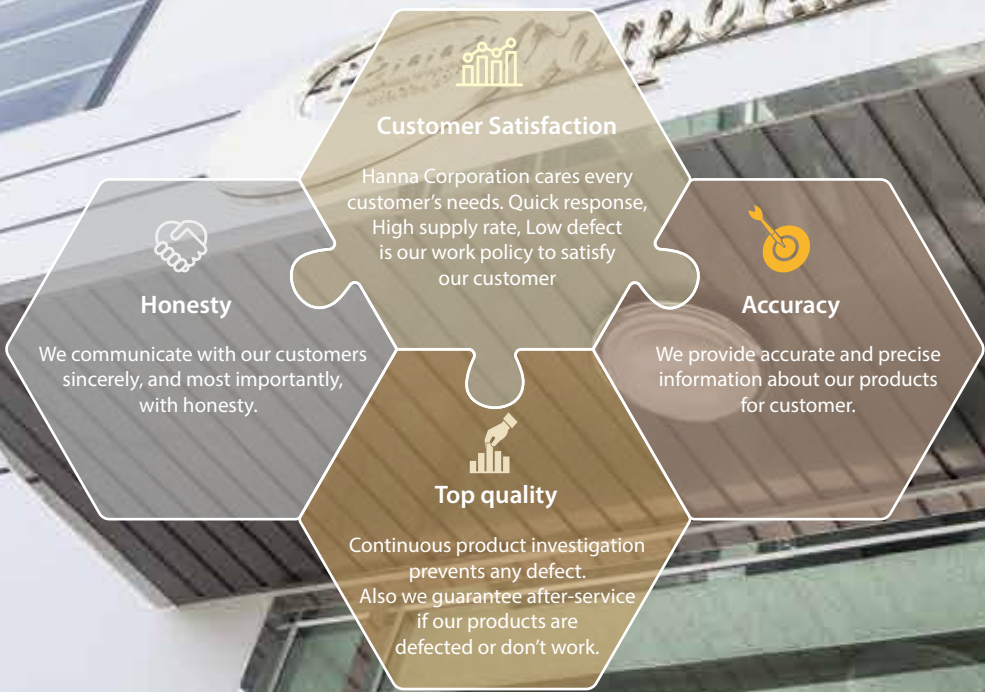 Customer Satisfaction
Hanna Corporation cares every
customer's needs. Quick response,
High supply rate, Low defect
is our work policy to satisfy
our customer
Honesty
We communicate with our customers
sincerely, and most importantly,
with honesty.
Accuracy
We provide accurate and precise
information about our products
for customer.
Top quality
Continuous product investigation
prevents any defect.
Also we guarantee after-service
if our products are
defected or don't work.